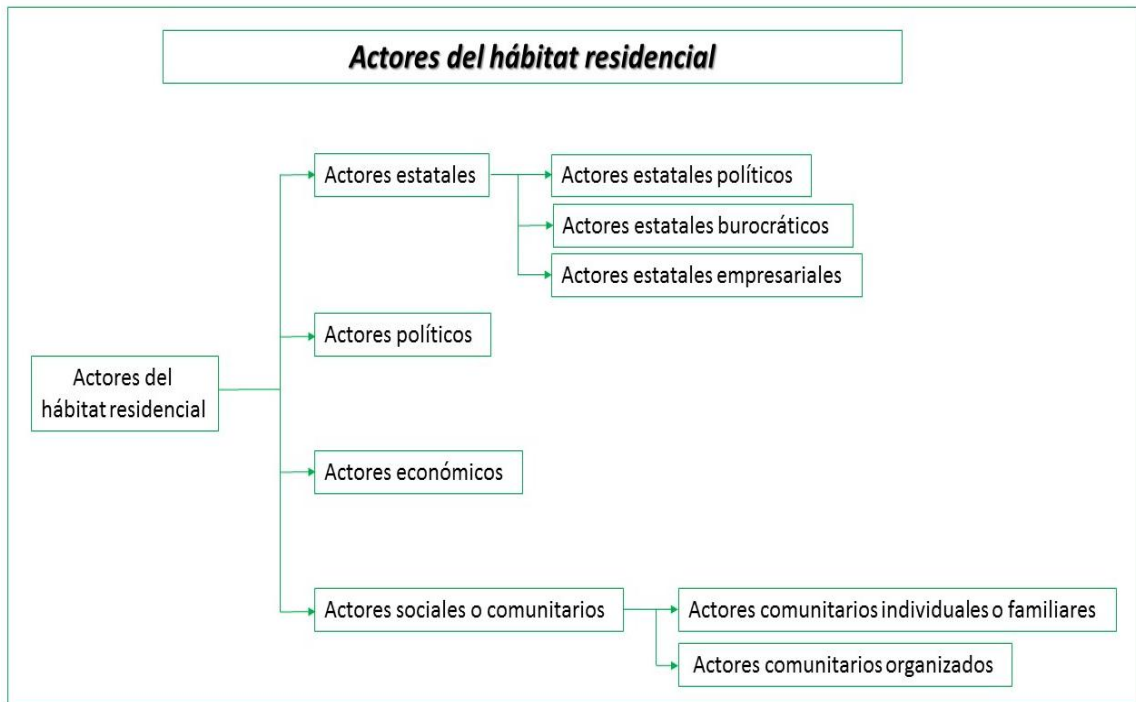 Actores del hábitat residencial
Actores estatales
Actores estatales políticos
Actores estatales burocráticos
Actores estatales empresariales
Actores políticos
Actores del
hábitat residencial
Actores económicos
Actores sociales o comunitarios
Actores comunitarios individuales o familiares
Actores comunitarios organizados